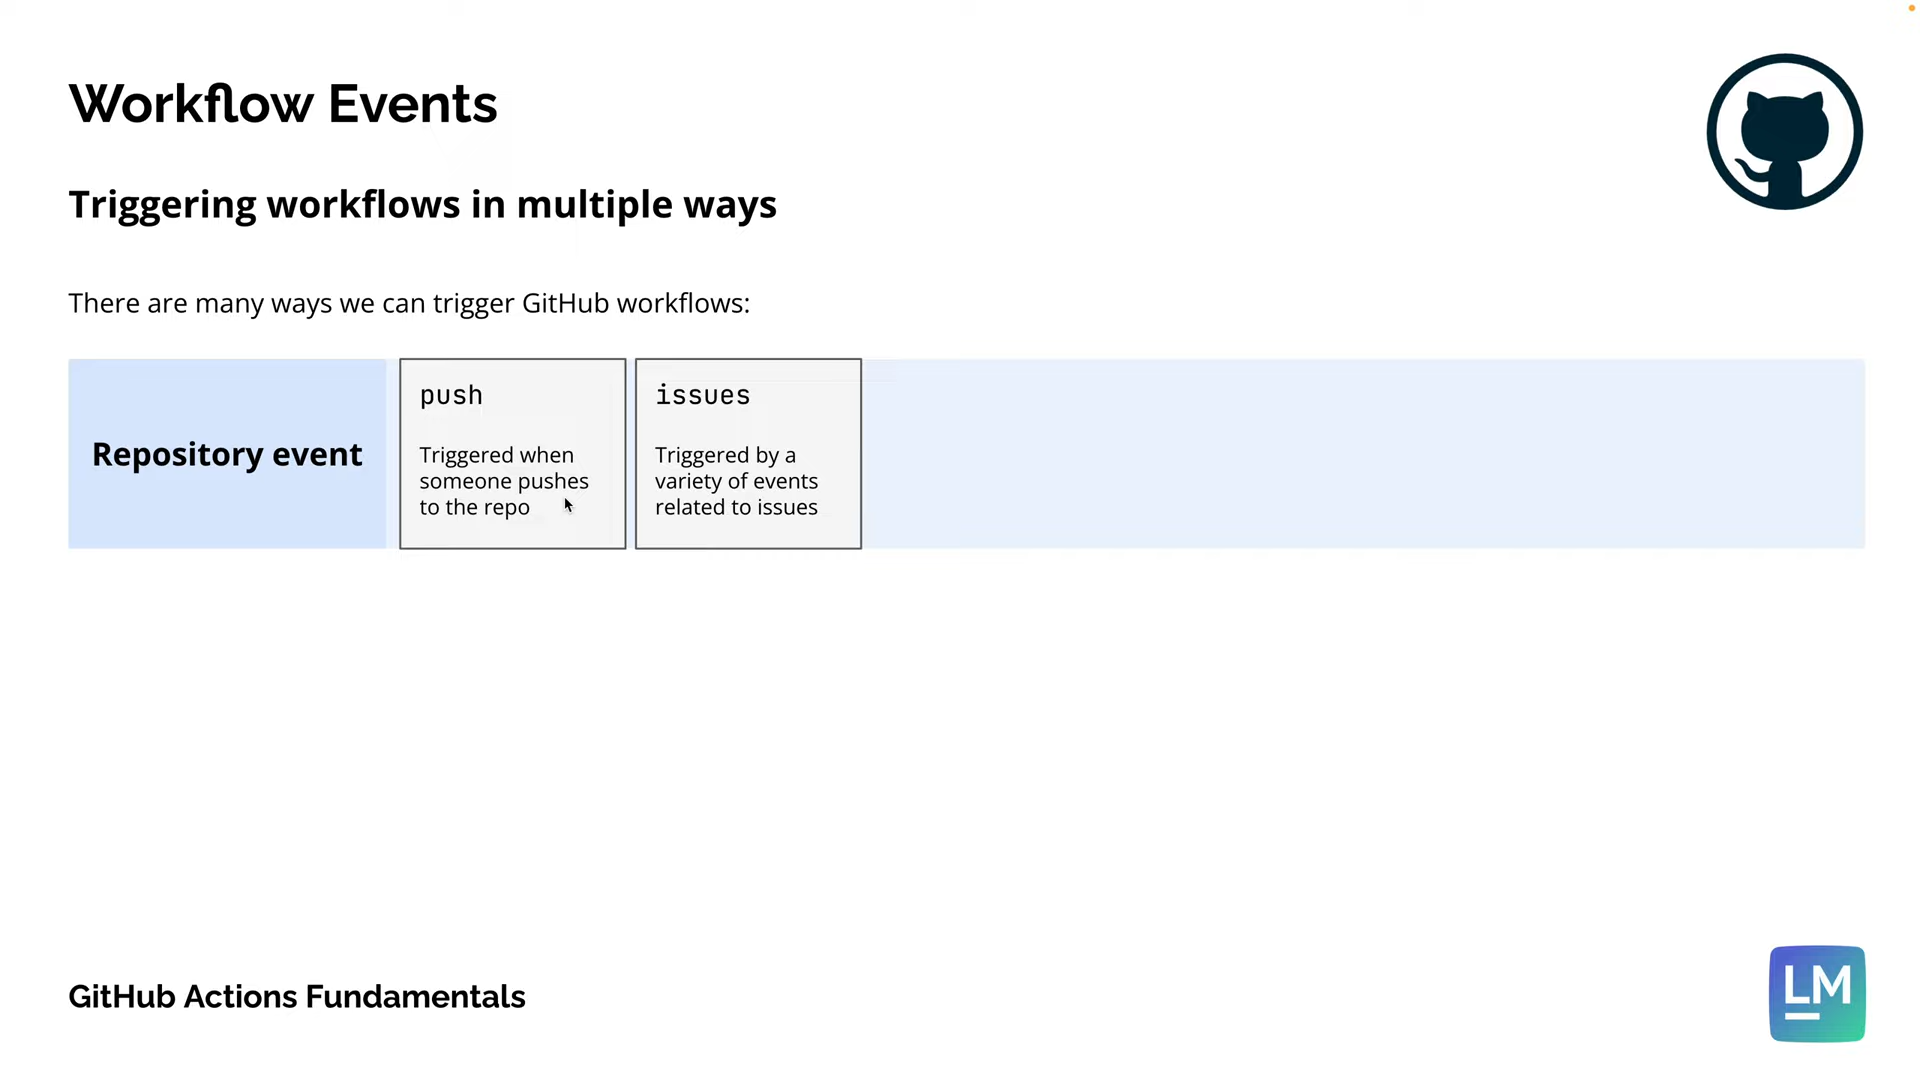 Workflow Events
Triggering workflows in multiple ways
There are many ways we can trigger GitHub workflows:
Repository event
push
Triggered when
someone pushes
to the repo
issues
Triggered by a
variety of events
related to issues
GitHub Actions Fundamentals
LM